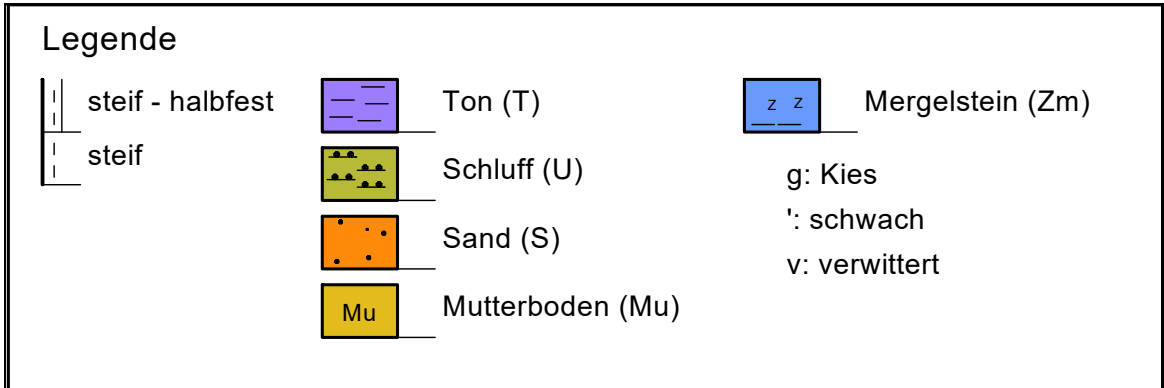 Legende
steif - halbfest
steif
Ton (T)
Schluff (U)
Sand (S)
Mu
Mutterboden (Mu)
z z
Mergelstein (Zm)
g: Kies
': schwach
v: verwittert